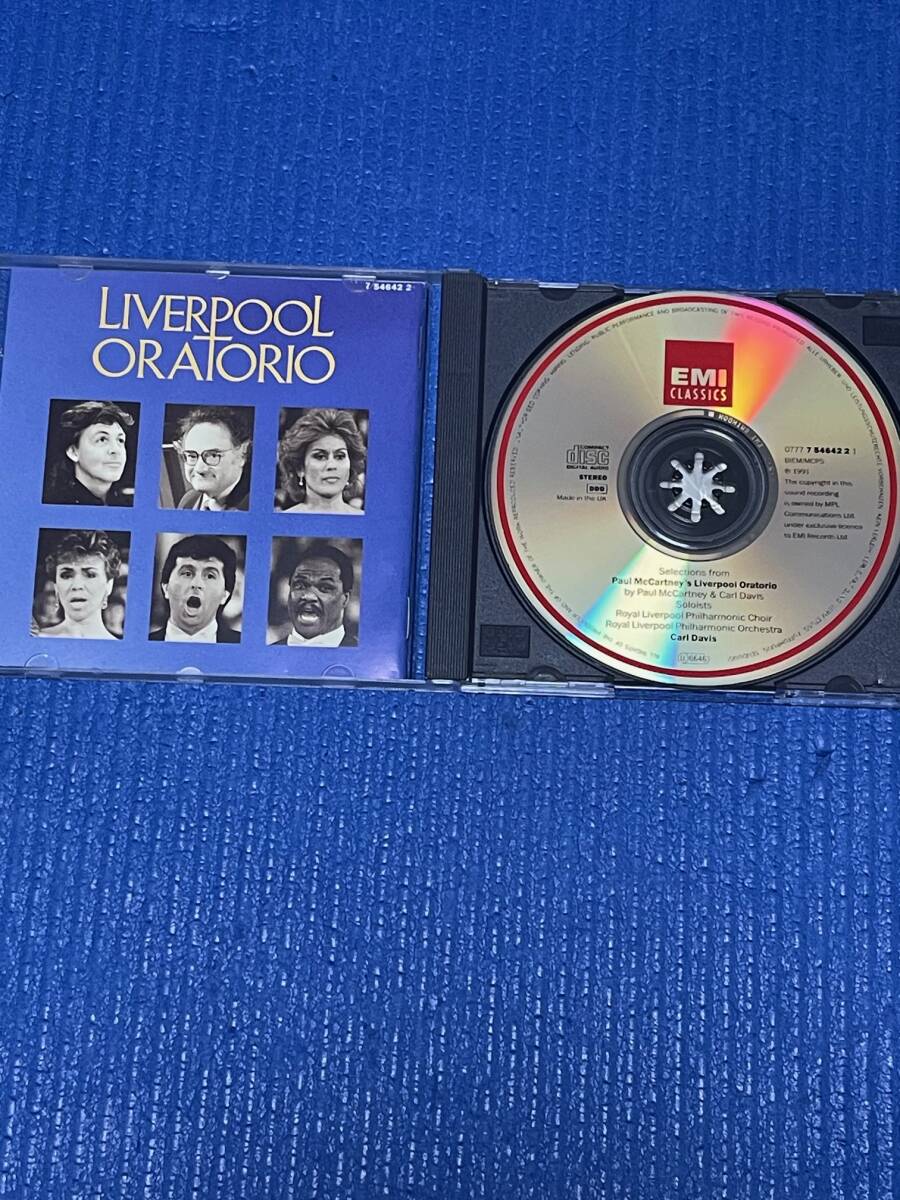 7 54642 2
LIVERPOOL
ORATORIO
EMI
CLASSICS
COMPACT
disc
DIGITAL AUDIO
STEREO
DDD
Made in the UK
0777 7 54642 2 1
BIEM/MCPS
℗ 1991
The copyright in this
sound recording
is owned by MPL
Communications Ltd.
under exclusive licence
to EMI Records Ltd.
Selections from
Paul McCartney's Liverpool Oratorio
by Paul McCartney & Carl Davis
Soloists
Royal Liverpool Philharmonic Choir
Royal Liverpool Philharmonic Orchestra
Carl Davis